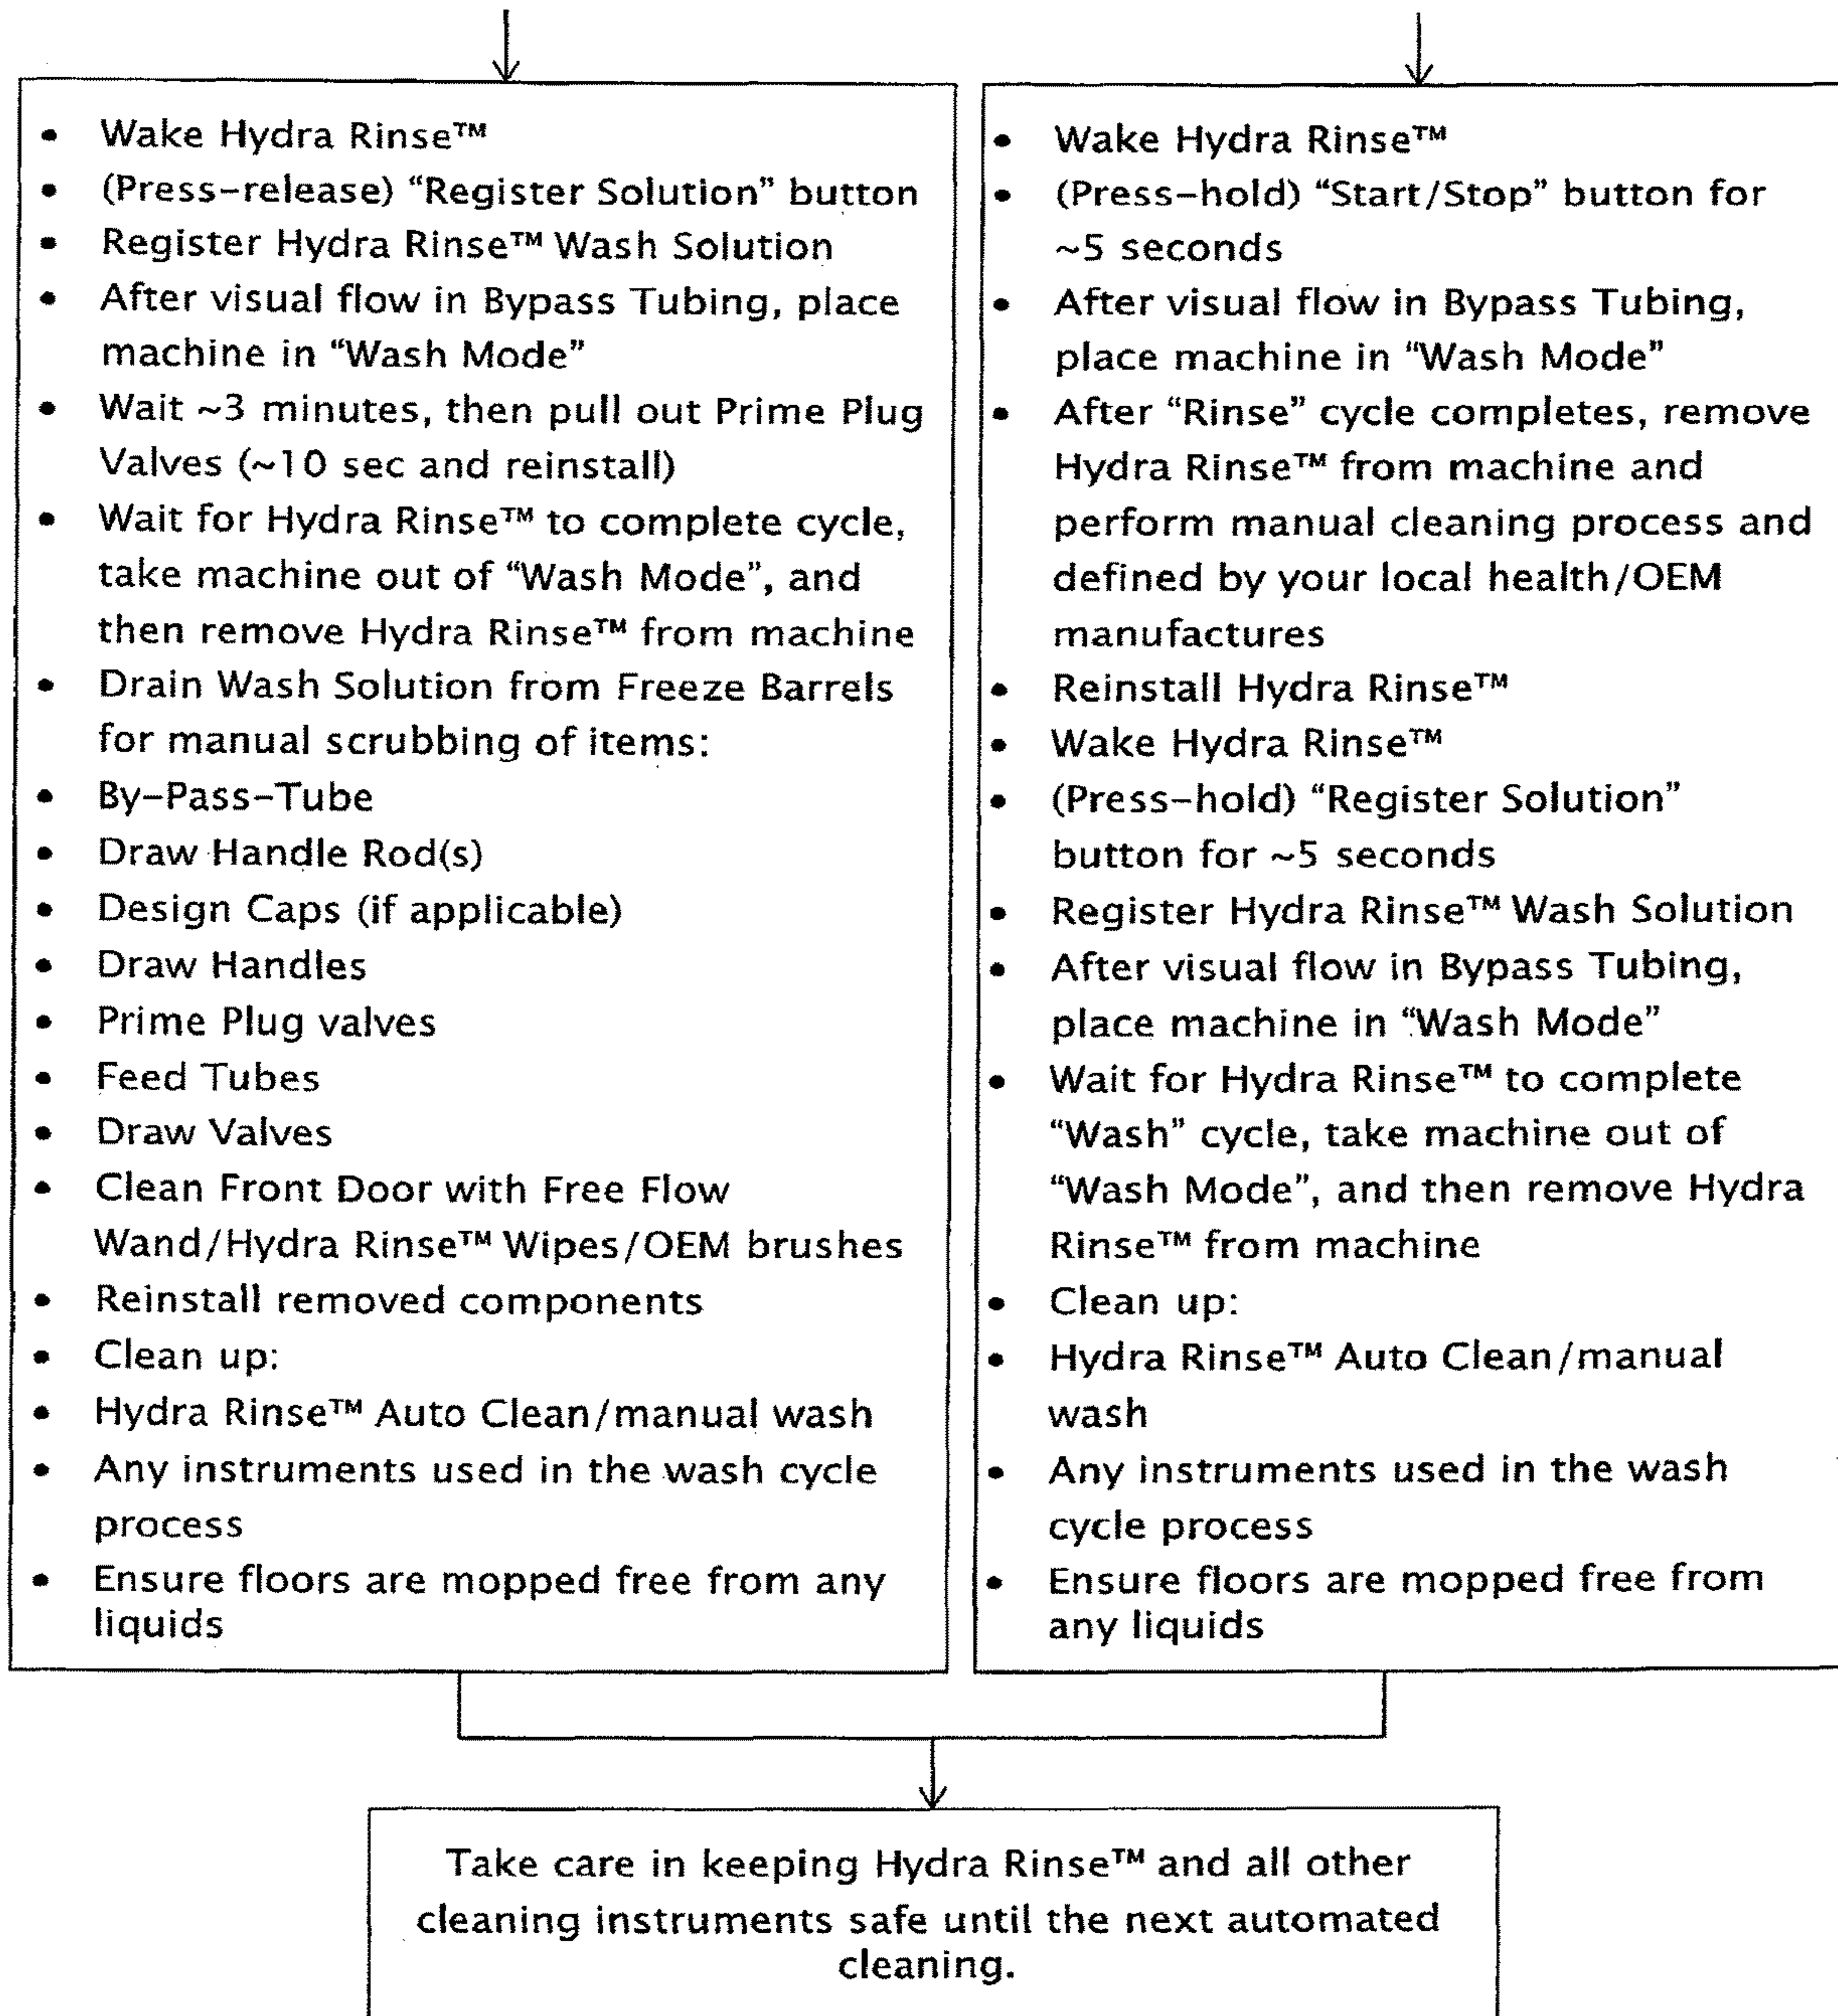 • Wake Hydra Rinse™
• (Press-release) “Register Solution” button
• Register Hydra Rinse™ Wash Solution
• After visual flow in Bypass Tubing, place
machine in “Wash Mode”
• Wait ~3 minutes, then pull out Prime Plug
Valves (~10 sec and reinstall)
• Wait for Hydra Rinse™ to complete cycle,
take machine out of “Wash Mode”, and
then remove Hydra Rinse™ from machine
• Drain Wash Solution from Freeze Barrels
for manual scrubbing of items:
• By-Pass-Tube
• Draw Handle Rod(s)
• Design Caps (if applicable)
• Draw Handles
• Prime Plug valves
• Feed Tubes
• Draw Valves
• Clean Front Door with Free Flow
Wand/Hydra Rinse™ Wipes/OEM brushes
• Reinstall removed components
• Clean up:
• Hydra Rinse™ Auto Clean/manual wash
• Any instruments used in the wash cycle
process
• Ensure floors are mopped free from any
liquids
• Wake Hydra Rinse™
• (Press-hold) “Start/Stop” button for
~5 seconds
• After visual flow in Bypass Tubing,
place machine in “Wash Mode”
• After “Rinse” cycle completes, remove
Hydra Rinse™ from machine and
perform manual cleaning process and
defined by your local health/OEM
manufactures
• Reinstall Hydra Rinse™
• Wake Hydra Rinse™
• (Press-hold) “Register Solution”
button for ~5 seconds
• Register Hydra Rinse™ Wash Solution
• After visual flow in Bypass Tubing,
place machine in “Wash Mode”
• Wait for Hydra Rinse™ to complete
“Wash” cycle, take machine out of
“Wash Mode”, and then remove Hydra
Rinse™ from machine
• Clean up:
• Hydra Rinse™ Auto Clean/manual
wash
• Any instruments used in the wash
cycle process
• Ensure floors are mopped free from
any liquids
Take care in keeping Hydra Rinse™ and all other
cleaning instruments safe until the next automated
cleaning.